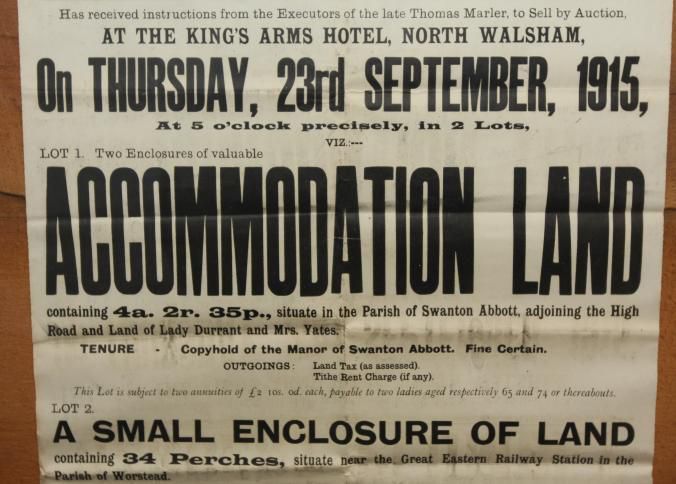 Has received instructions from the Executors of the late Thomas Marler, to Sell by Auction,
AT THE KING'S ARMS HOTEL, NORTH WALSHAM,
On THURSDAY, 23rd SEPTEMBER, 1915,
At 5 o'clock precisely, in 2 Lots,
VIZ.:---
LOT 1. Two Enclosures of valuable
ACCOMMODATION LAND
containing 4a. 2r. 35p., situate in the Parish of Swanton Abbott, adjoining the High
Road and Land of Lady Durrant and Mrs. Yates.
TENURE - Copyhold of the Manor of Swanton Abbott. Fine Certain.
OUTGOINGS: Land Tax (as assessed).
Tithe Rent Charge (if any).
This Lot is subject to two annuities of £2 10s. 0d. each, payable to two ladies aged respectively 65 and 74 or thereabouts.
LOT 2.
A SMALL ENCLOSURE OF LAND
containing 34 Perches, situate near the Great Eastern Railway Station in the
Parish of Worstead.